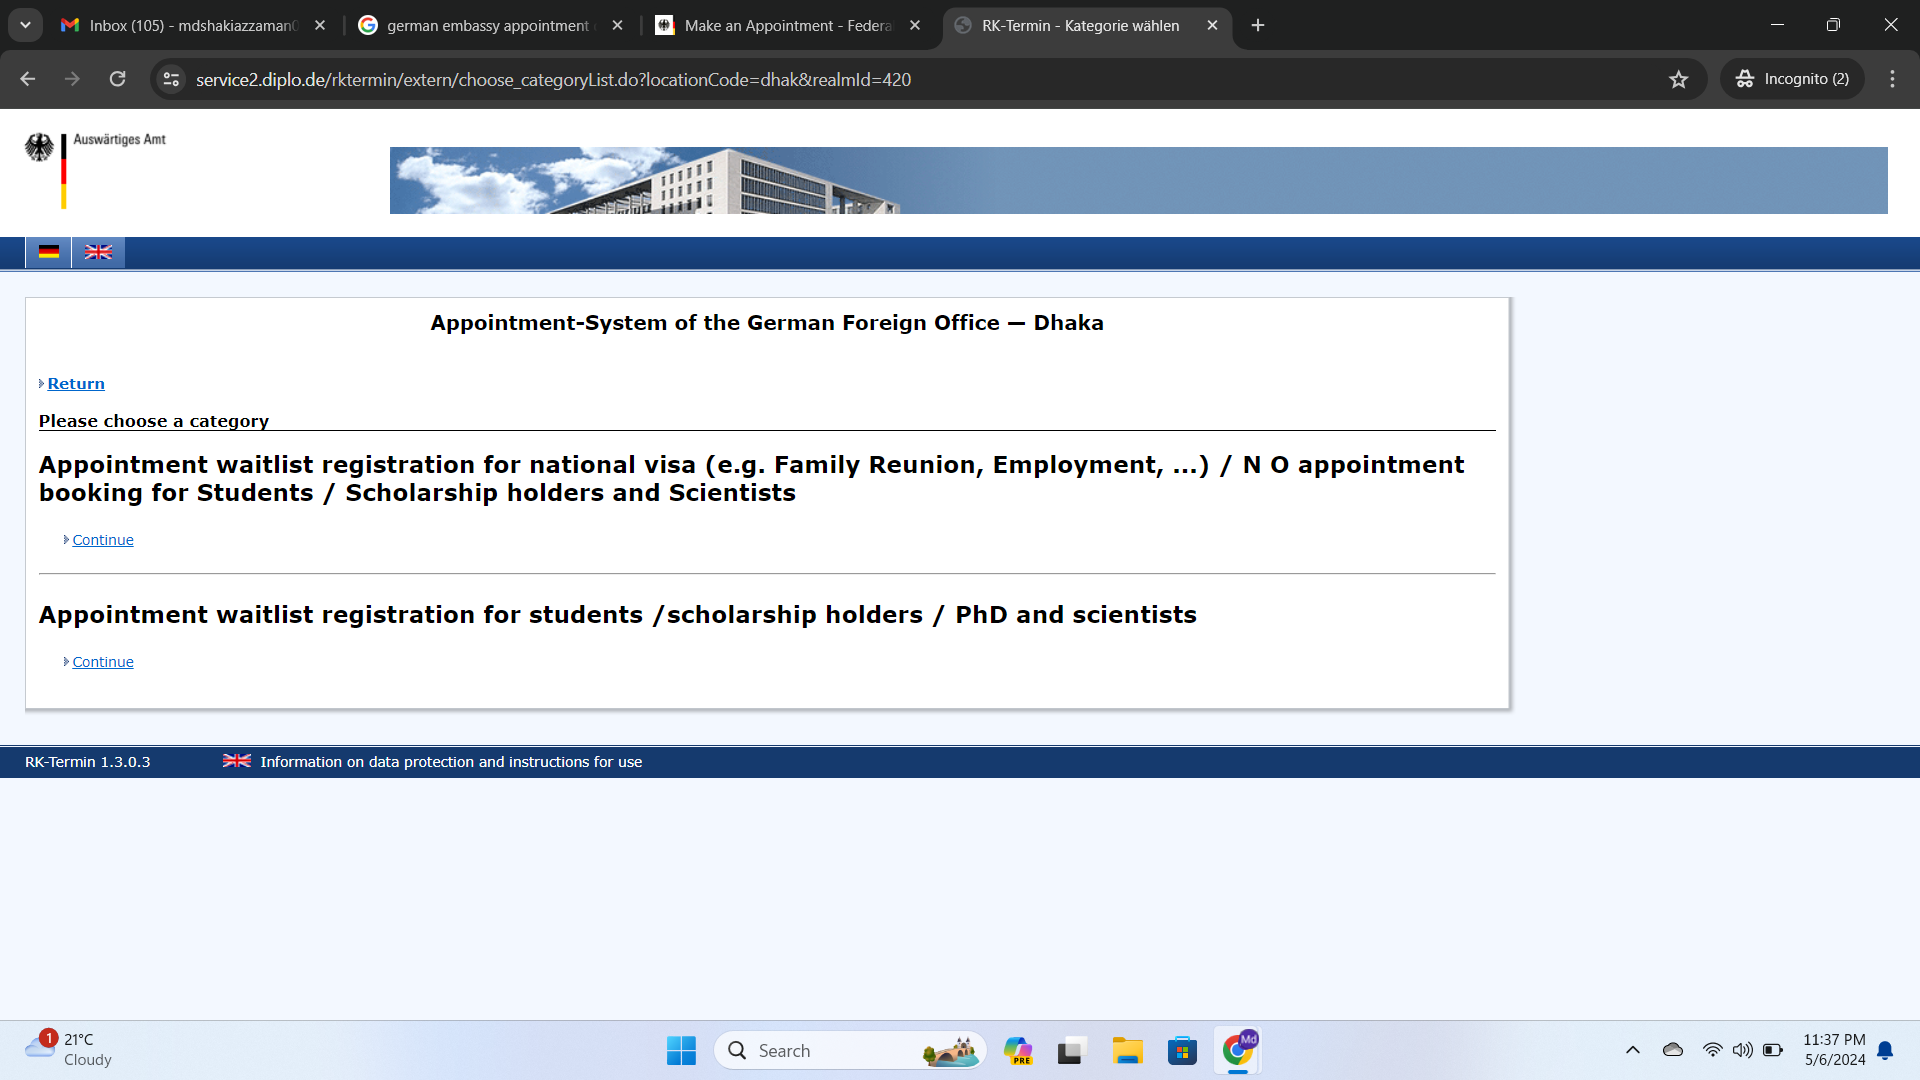 Inbox (105) - mdshakiazzaman
german embassy appointment
Make an Appointment - Federa
RK-Termin - Kategorie wählen
service2.diplo.de/rktermin/extern/choose_categoryList.do?locationCode=dhak&realmId=420
Incognito (2)
Auswärtiges Amt
Appointment-System of the German Foreign Office — Dhaka
Return
Please choose a category
Appointment waitlist registration for national visa (e.g. Family Reunion, Employment, ...) / N O appointment
booking for Students / Scholarship holders and Scientists
Continue
Appointment waitlist registration for students /scholarship holders / PhD and scientists
Continue
RK-Termin 1.3.0.3
Information on data protection and instructions for use
1
21°C
Cloudy
Search
PRE
Md
11:37 PM
5/6/2024